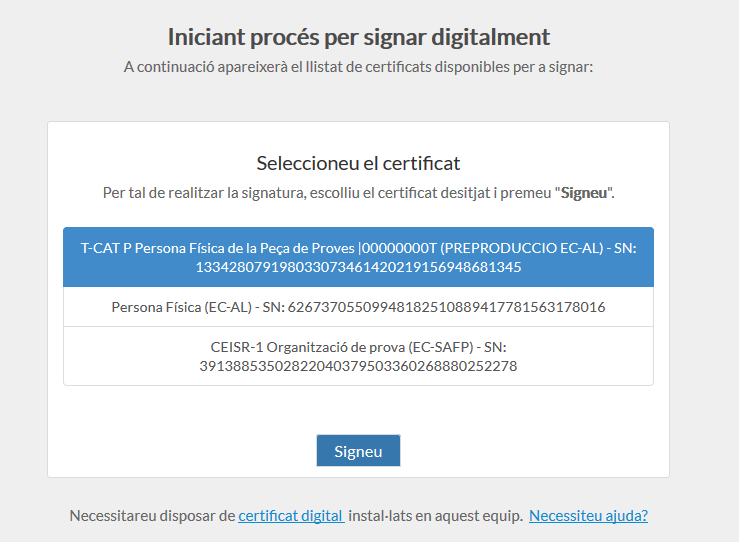 Iniciant procés per signar digitalment
A continuació apareixerà el llistat de certificats disponibles per a signar:
Seleccioneu el certificat
Per tal de realitzar la signatura, escolliu el certificat desitjat i premeu "Signeu".
T-CAT P Persona Física de la Peça de Proves |00000000T (PREPRODUCCIO EC-AL) - SN:
133428079198033073461420219156948681345
Persona Física (EC-AL) - SN: 62673705509948182510889417781563178016
CEISR-1 Organització de prova (EC-SAFP) - SN:
39138853502822040379503360268880252278
Signeu
Necessitareu disposar de certificat digital instal·lats en aquest equip. Necessiteu ajuda?